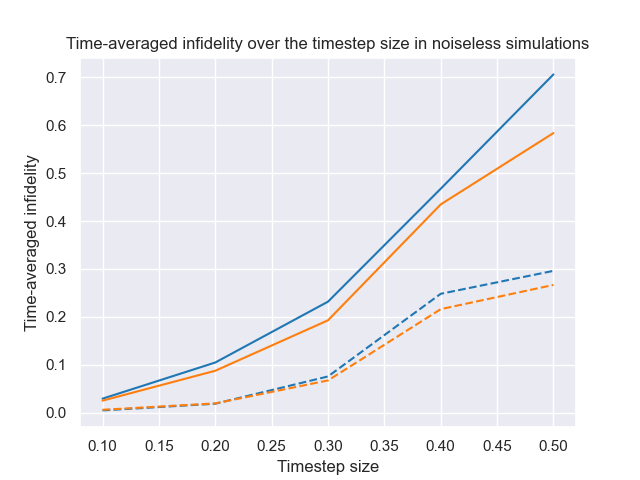 Time-averaged infidelity over the timestep size in noiseless simulations
Time-averaged infidelity
0.7
0.6
0.5
0.4
0.3
0.2
0.1
0.0
0.10 0.15 0.20 0.25 0.30 0.35 0.40 0.45 0.50
Timestep size